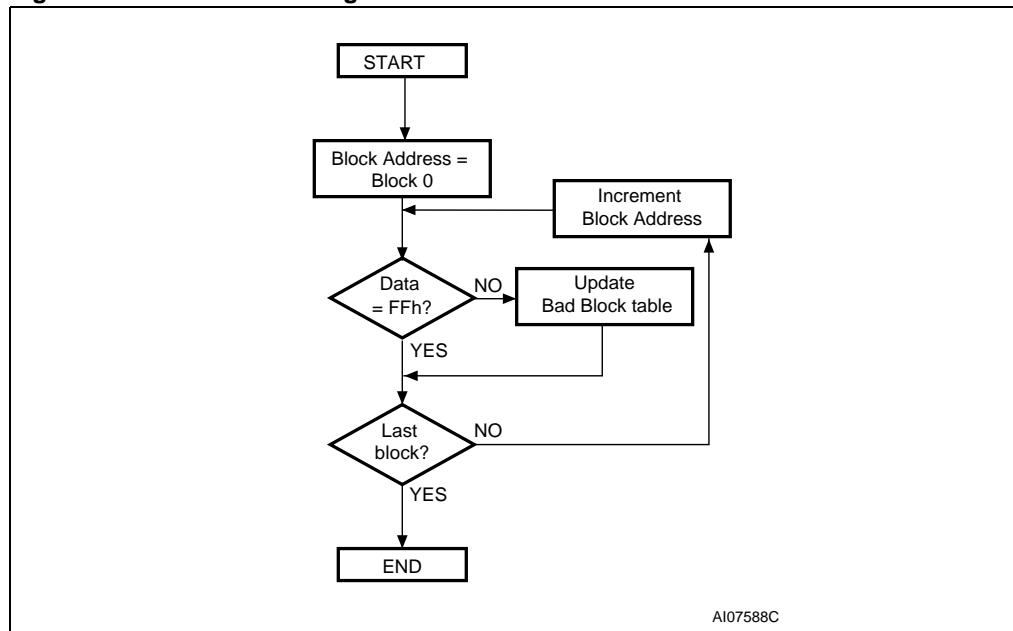 START
Block Address =
Block 0
Increment
Block Address
Data
= FFh?
NO
Update
Bad Block table
YES
Last
block?
NO
YES
END
AI07588C